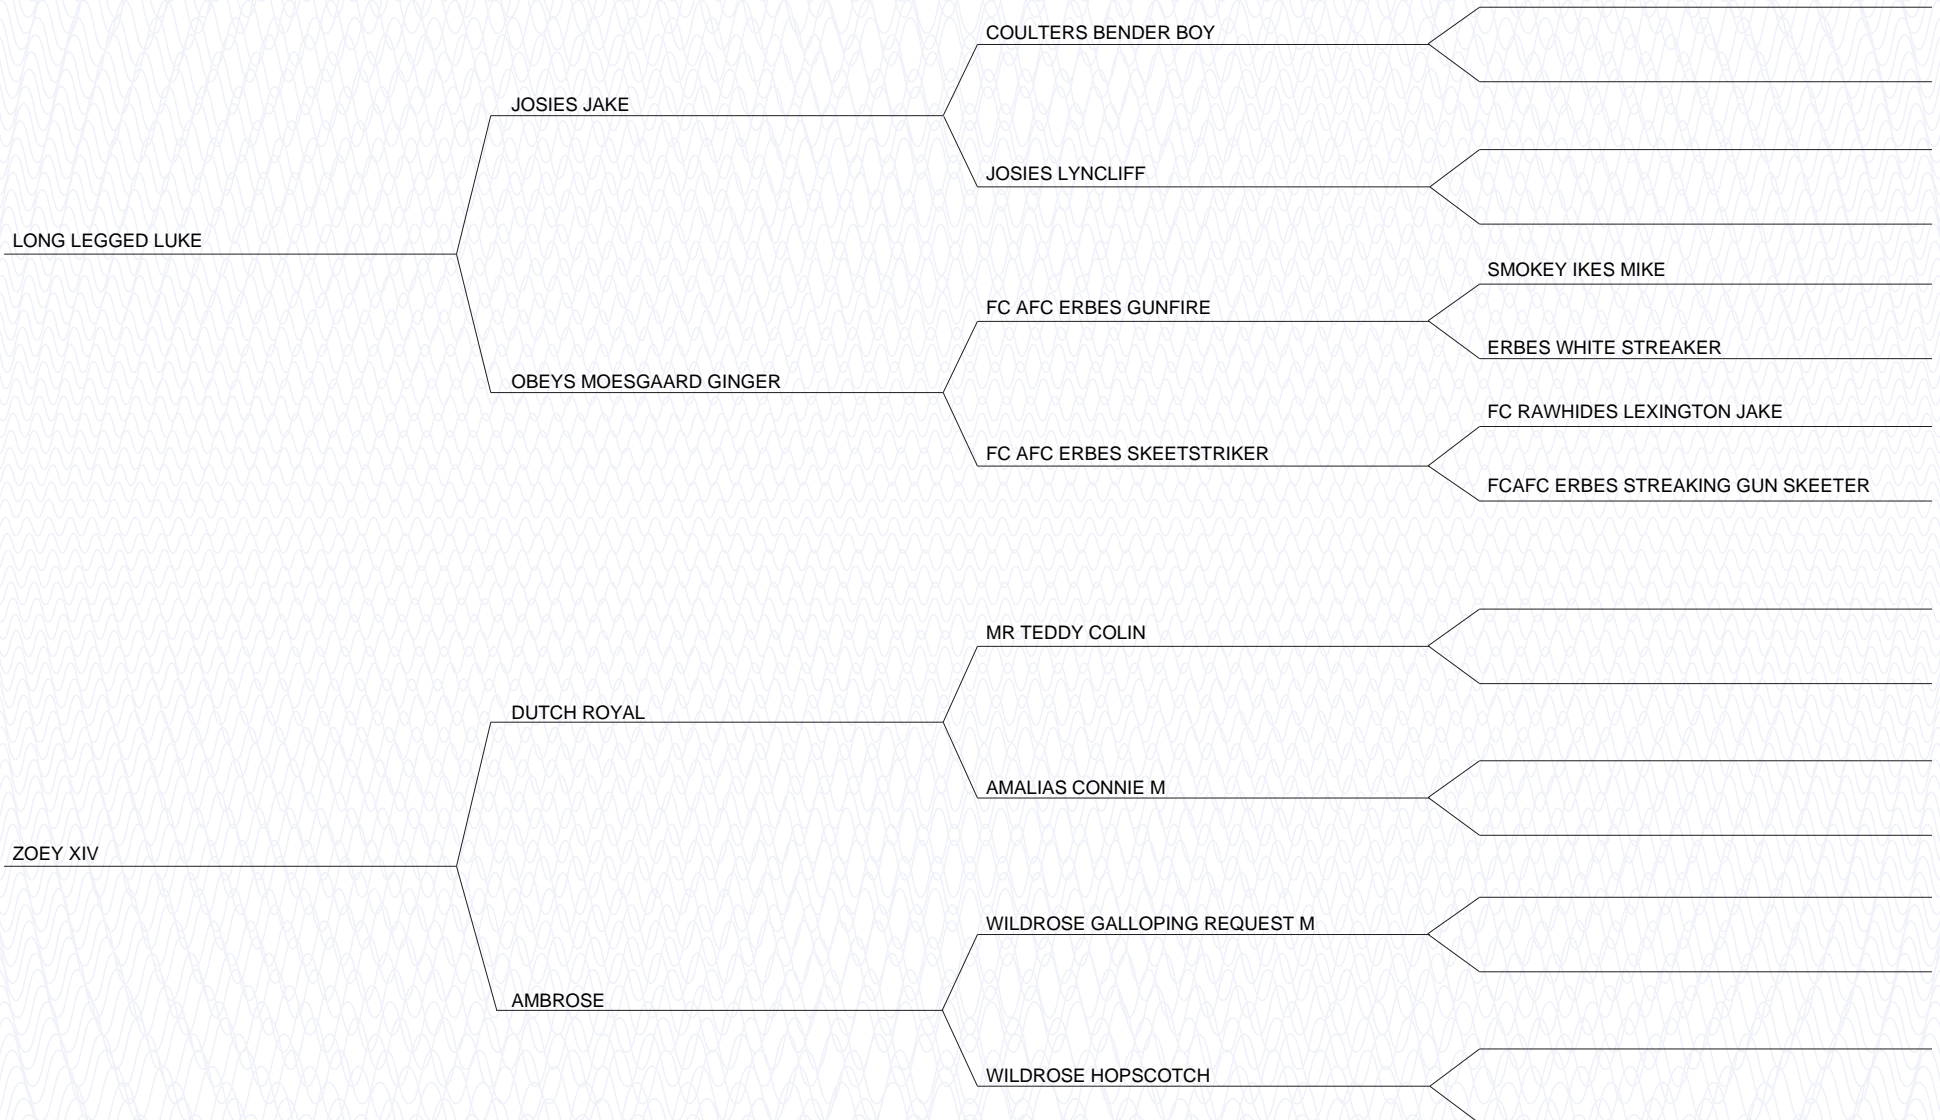 COULTERS BENDER BOY
JOSIES JAKE
JOSIES LYNCLIFF
LONG LEGGED LUKE
SMOKEY IKES MIKE
FC AFC ERBES GUNFIRE
ERBES WHITE STREAKER
OBEYS MOESGAARD GINGER
FC RAWHIDES LEXINGTON JAKE
FC AFC ERBES SKEETSTRIKER
FCAFC ERBES STREAKING GUN SKEETER
MR TEDDY COLIN
DUTCH ROYAL
AMALIAS CONNIE M
ZOEY XIV
WILDROSE GALLOPING REQUEST M
AMBROSE
WILDROSE HOPSCOTCH